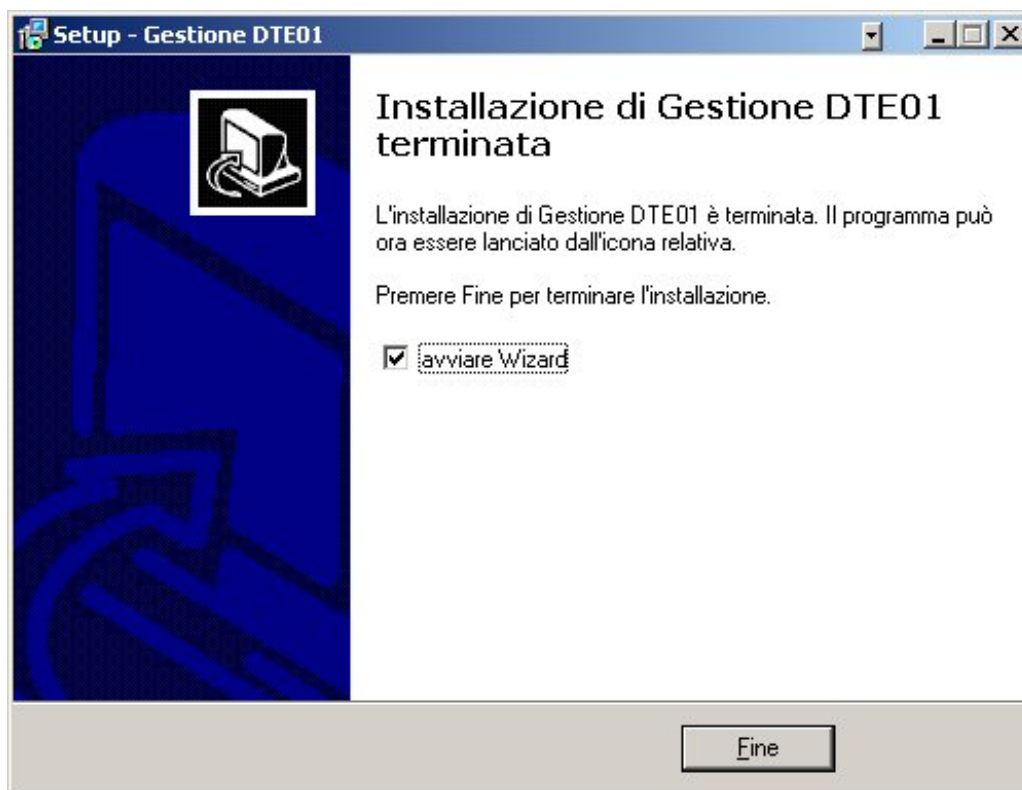 Setup - Gestione DTE01
Installazione di Gestione DTE01
terminata
L'installazione di Gestione DTE01 è terminata. Il programma può
ora essere lanciato dall'icona relativa.
Premere Fine per terminare l'installazione.
avviare Wizard
Fine